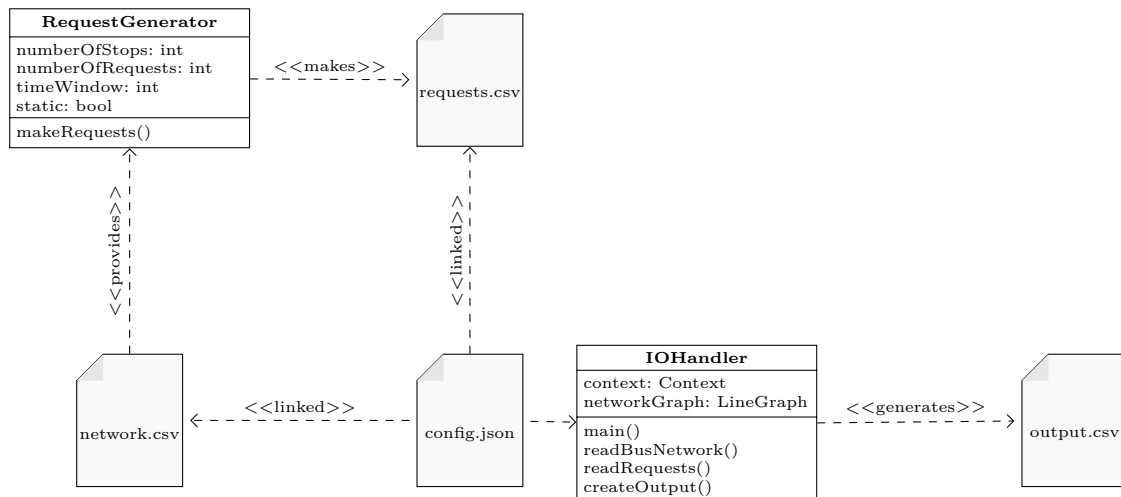 RequestGenerator
numberOfStops: int
numberOfRequests: int
timeWindow: int
static: bool
makeRequests()
<<makes>>
requests.csv
<<provides>>
<<linked>>
network.csv
<<linked>>
config.json
IOHandler
context: Context
networkGraph: LineGraph
main()
readBusNetwork()
readRequests()
createOutput()
<<generates>>
output.csv